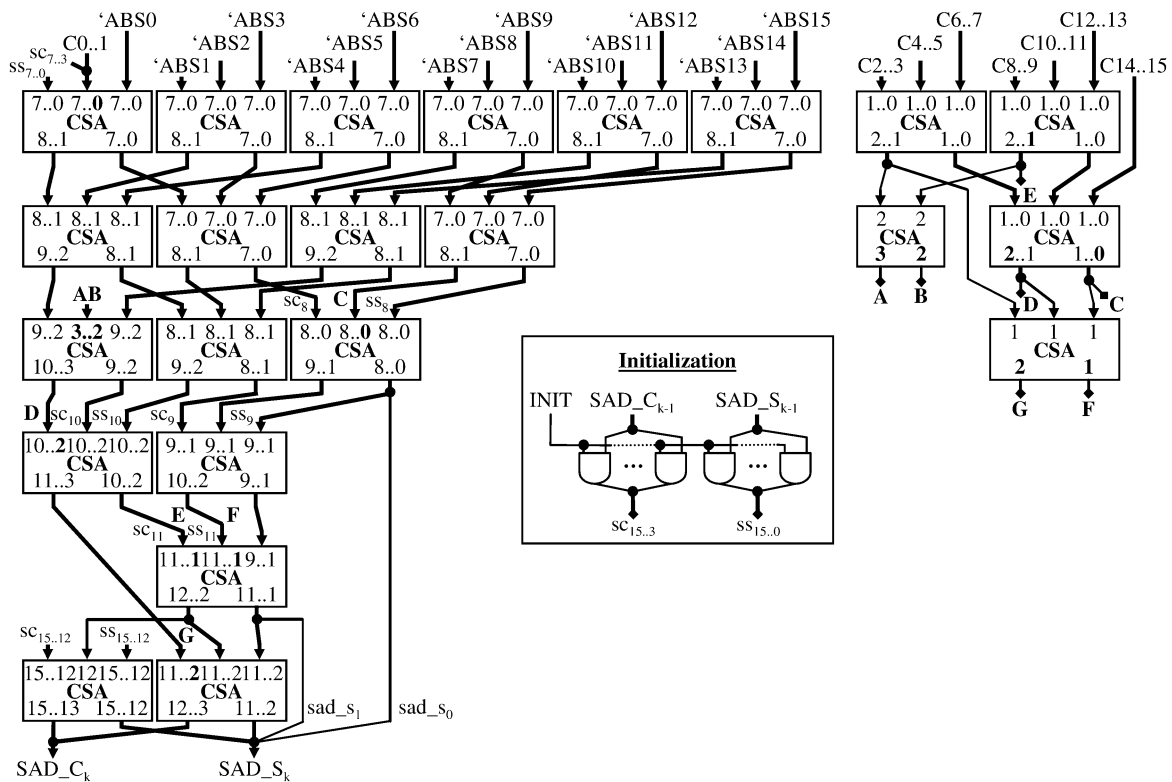 ‘ABS0 ‘ABS3 ‘ABS6 ‘ABS9 ‘ABS12 ‘ABS15 C6..7 C12..13
sc7..3 C0..1 ‘ABS2 ‘ABS5 ‘ABS8 ‘ABS11 ‘ABS14 C4..5 C10..11
ss7..0 ‘ABS1 ‘ABS4 ‘ABS7 ‘ABS10 ‘ABS13 C2..3 C8..9 C14..15
7..0 7..0 7..0 7..0 7..0 7..0 7..0 7..0 7..0 7..0 7..0 7..0 7..0 7..0 7..0 7..0 7..0 7..0 1..0 1..0 1..0 1..0 1..0 1..0
CSA CSA CSA CSA CSA CSA CSA CSA
8..1 7..0 8..1 7..0 8..1 7..0 8..1 7..0 8..1 7..0 8..1 7..0 2..1 1..0 2..1 1..0
E
8..1 8..1 8..1 7..0 7..0 7..0 8..1 8..1 8..1 7..0 7..0 7..0 2 2 1..0 1..0 1..0
CSA CSA CSA CSA CSA CSA
9..2 8..1 8..1 7..0 9..2 8..1 8..1 7..0 3 2 2..1 1..0
AB sc8 C ss8 A B D C
9..2 3..2 9..2 8..1 8..1 8..1 8..0 8..0 8..0 1 1 1
CSA CSA CSA CSA
10..3 9..2 9..2 8..1 9..1 8..0 2 1
G F
D sc10 ss10 sc9 ss9
10..2 10..2 10..2 9..1 9..1 9..1
CSA CSA
11..3 10..2 10..2 9..1
Initialization
INIT SAD_Ck-1 SAD_Sk-1
... ...
sc15..3 ss15..0
sc11 E ss11 F
11..1 11..1 9..1
CSA
12..2 11..1
G
sc15..12 ss15..12
15..12 12 15..12 11..2 11..2 11..2
CSA CSA
15..13 15..12 12..3 11..2 sad_s1 sad_s0
SAD_Ck SAD_Sk